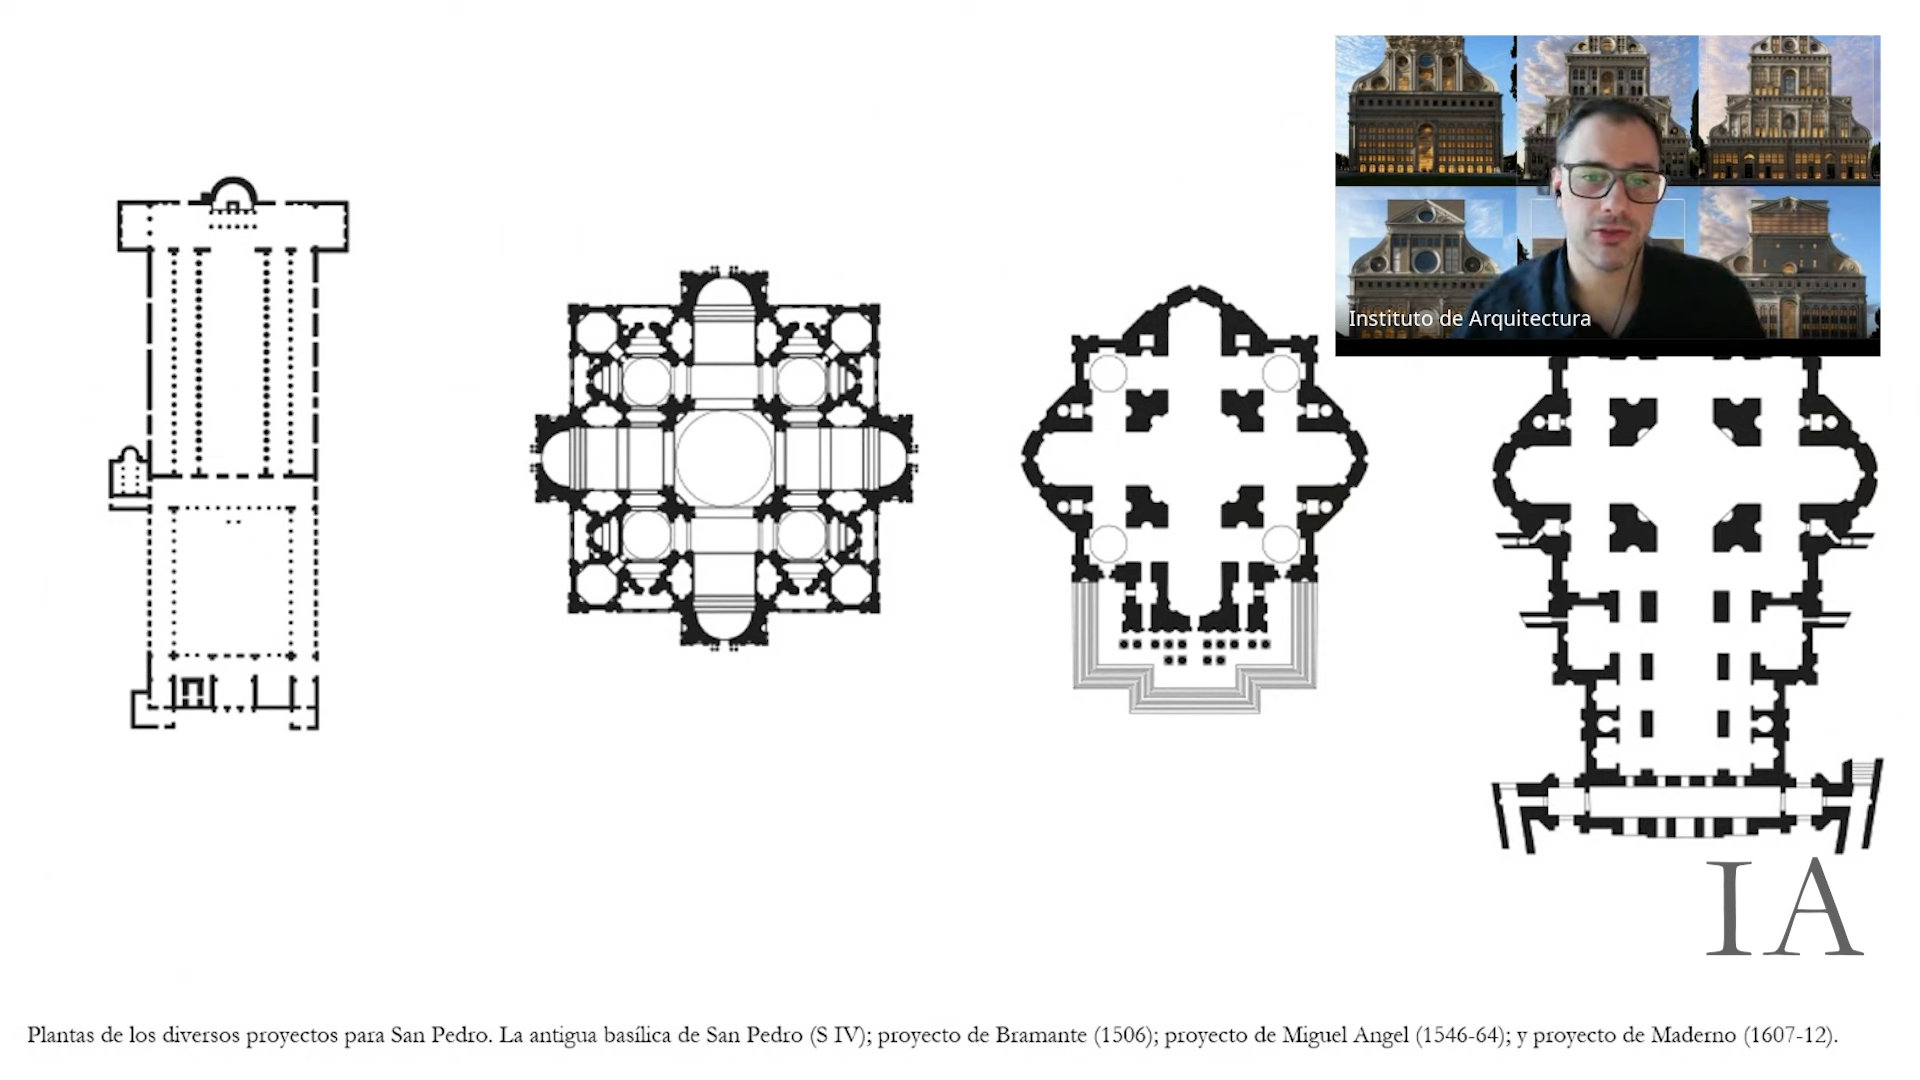 Instituto de Arquitectura
IA
Plantas de los diversos proyectos para San Pedro. La antigua basílica de San Pedro (S IV); proyecto de Bramante (1506); proyecto de Miguel Angel (1546-64); y proyecto de Maderno (1607-12).